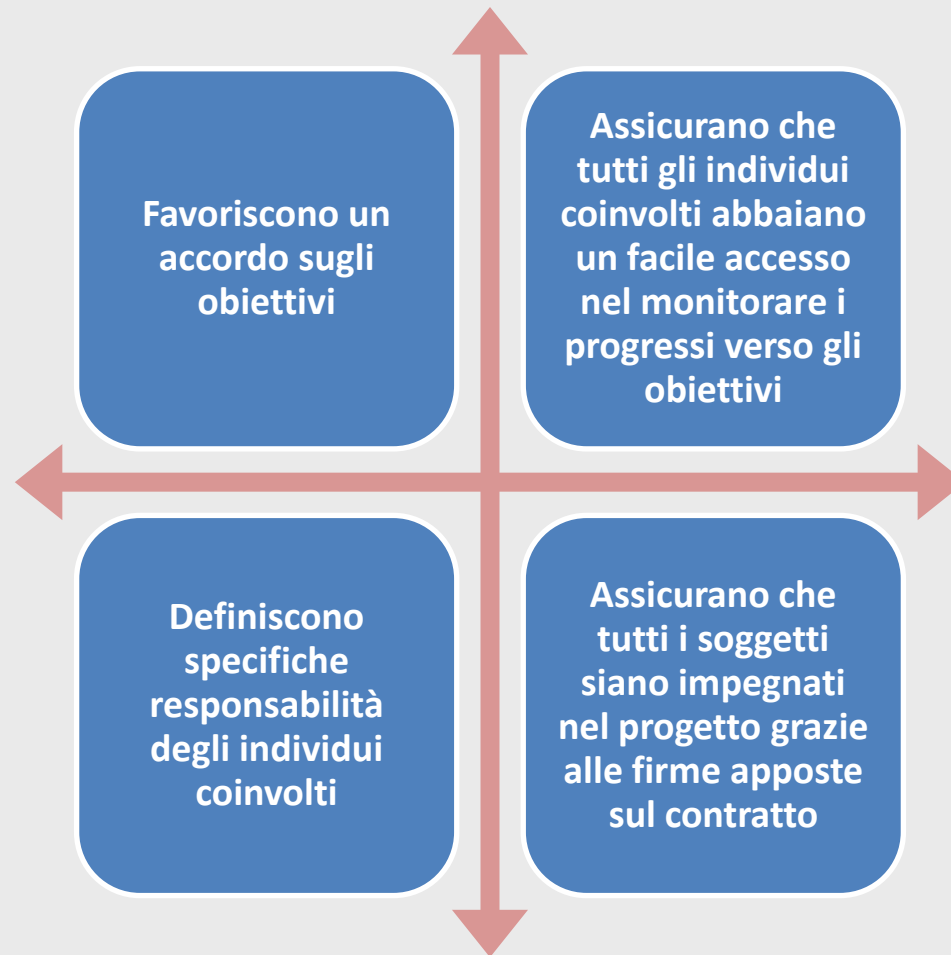 Favoriscono un
accordo sugli
obiettivi
Assicurano che
tutti gli individui
coinvolti abbaiano
un facile accesso
nel monitorare i
progressi verso gli
obiettivi
Definiscono
specifiche
responsabilità
degli individui
coinvolti
Assicurano che
tutti i soggetti
siano impegnati
nel progetto grazie
alle firme apposte
sul contratto